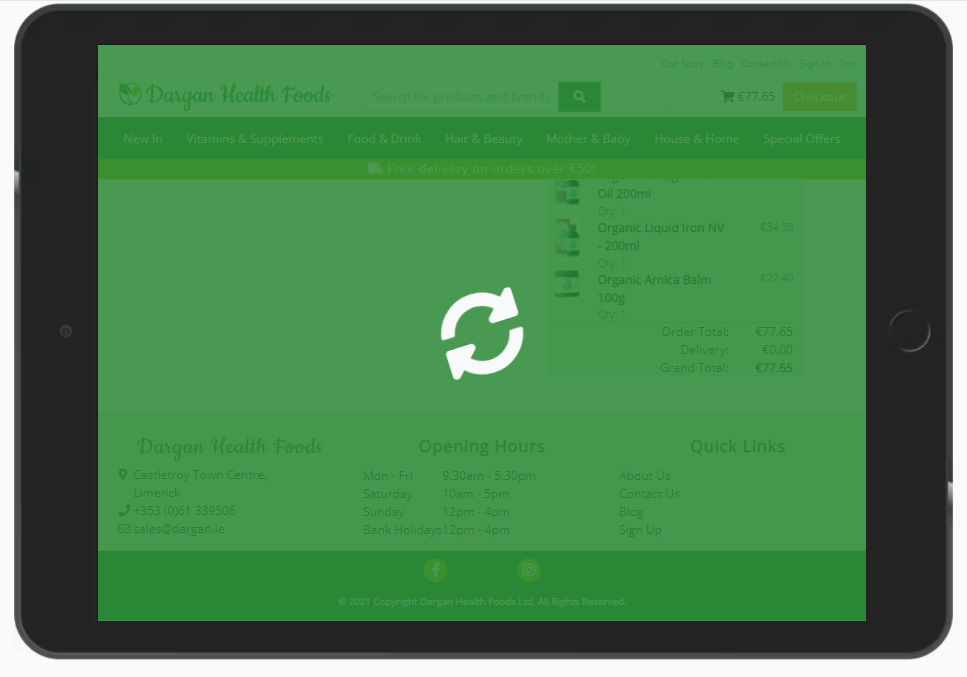 Our Story Blog Contact Us Sign In Join
Dargan Health Foods
Search for products and brands
€77.65
Checkout
New In Vitamins & Supplements Food & Drink Hair & Beauty Mother & Baby House & Home Special Offers
Free delivery on orders over €50!
Oil 200ml
Qty: 1
Organic Liquid Iron NV €34.30
- 200ml
Qty: 1
Organic Arnica Balm €27.40
100g
Qty: 1
Order Total: €77.65
Delivery: €0.00
Grand Total: €77.65
Dargan Health Foods
Castletroy Town Centre,
Limerick
+353 (0)61 339506
sales@dargan.ie
Opening Hours
Mon - Fri 9.30am - 5.30pm
Saturday 10am - 5pm
Sunday 12pm - 4pm
Bank Holidays 12pm - 4pm
Quick Links
About Us
Contact Us
Blog
Sign Up
© 2021 Copyright Dargan Health Foods Ltd. All Rights Reserved.